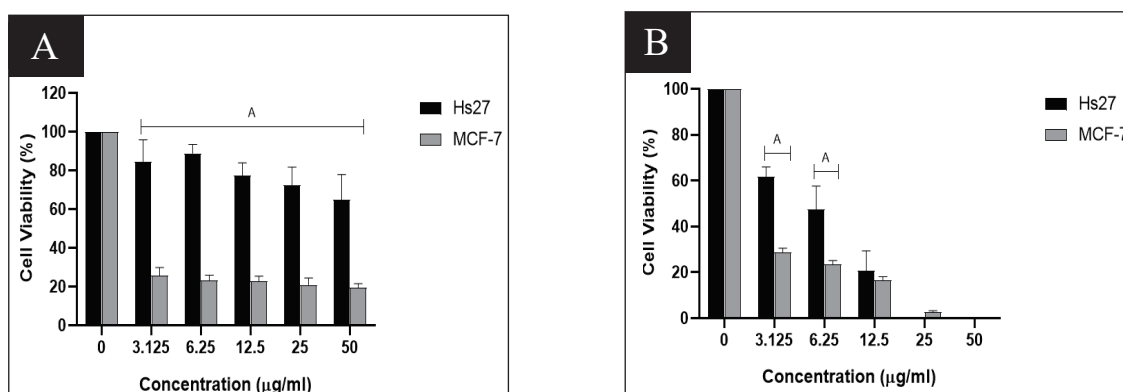 A
120
100
80
60
40
20
0
Cell Viability (%)
A
Hs27
MCF-7
0 3.125 6.25 12.5 25 50
Concentration (µg/ml)
B
100
80
60
40
20
0
Cell Viability (%)
A
A
Hs27
MCF-7
0 3.125 6.25 12.5 25 50
Concentration (µg/ml)